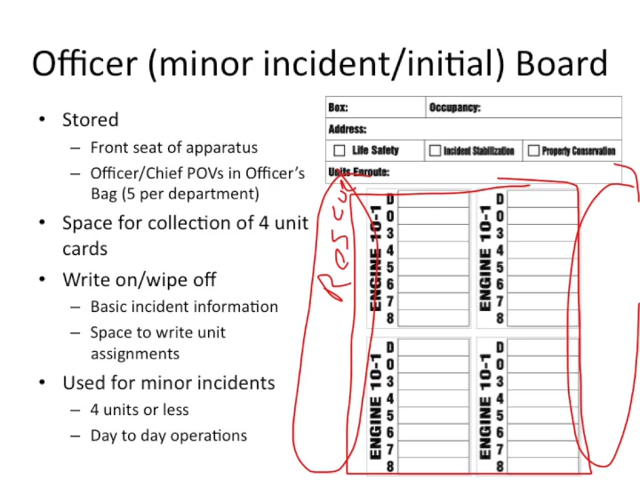 Officer (minor incident/initial) Board
• Stored
– Front seat of apparatus
– Officer/Chief POVs in Officer's
Bag (5 per department)
• Space for collection of 4 unit
cards
• Write on/wipe off
– Basic incident information
– Space to write unit
assignments
• Used for minor incidents
– 4 units or less
– Day to day operations
Box:
Occupancy:
Address:
Life Safety
Incident Stabilization
Property Conservation
Units Enroute:
Rescue
ENGINE 10-1
D
O
3
4
5
6
7
8
ENGINE 10-1
D
O
3
4
5
6
7
8
ENGINE 10-1
D
O
3
4
5
6
7
8
ENGINE 10-1
D
O
3
4
5
6
7
8